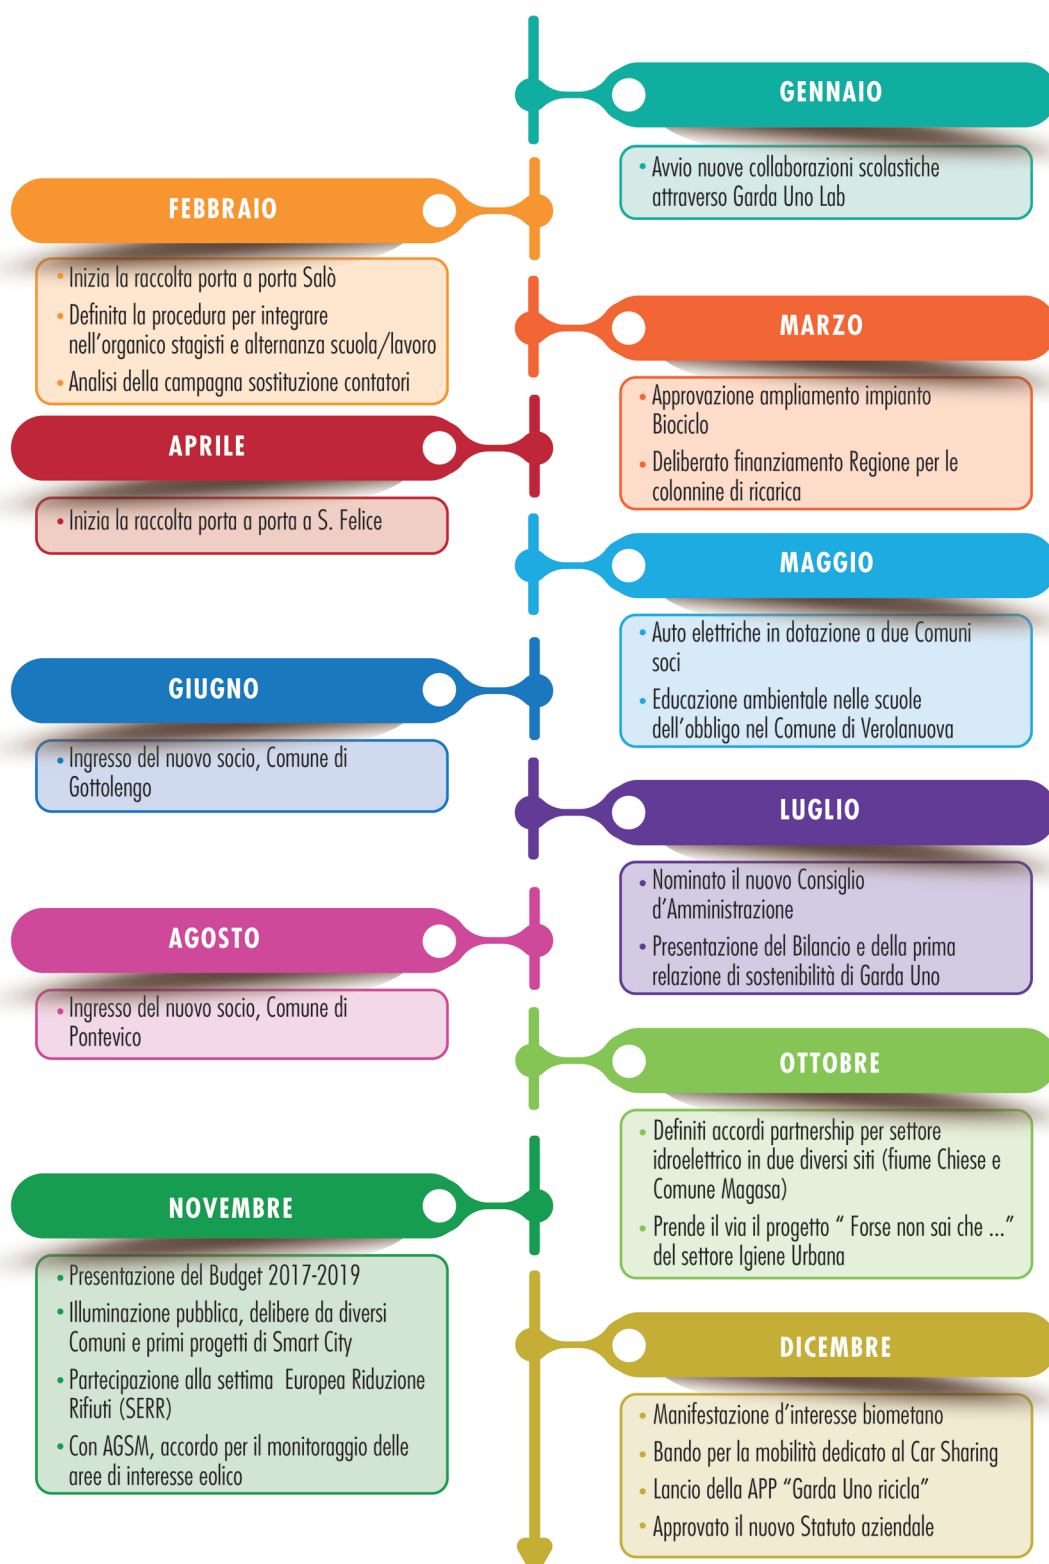 GENNAIO
• Avvio nuove collaborazioni scolastiche
attraverso Garda Uno Lab
FEBBRAIO
• Inizia la raccolta porta a porta Salò
• Definita la procedura per integrare
nell'organico stagisti e alternanza scuola/lavoro
• Analisi della campagna sostituzione contatori
MARZO
• Approvazione ampliamento impianto
Biociclo
• Deliberato finanziamento Regione per le
colonnine di ricarica
APRILE
• Inizia la raccolta porta a porta a S. Felice
MAGGIO
• Auto elettriche in dotazione a due Comuni
soci
• Educazione ambientale nelle scuole
dell'obbligo nel Comune di Verolanuova
GIUGNO
• Ingresso del nuovo socio, Comune di
Gottolengo
LUGLIO
• Nominato il nuovo Consiglio
d'Amministrazione
• Presentazione del Bilancio e della prima
relazione di sostenibilità di Garda Uno
AGOSTO
• Ingresso del nuovo socio, Comune di
Pontevico
OTTOBRE
• Definiti accordi partnership per settore
idroelettrico in due diversi siti (fiume Chiese e
Comune Magasa)
• Prende il via il progetto " Forse non sai che ..."
del settore Igiene Urbana
NOVEMBRE
• Presentazione del Budget 2017-2019
• Illuminazione pubblica, delibere da diversi
Comuni e primi progetti di Smart City
• Partecipazione alla settima  Europea Riduzione
Rifiuti (SERR)
• Con AGSM, accordo per il monitoraggio delle
aree di interesse eolico
DICEMBRE
• Manifestazione d'interesse biometano
• Bando per la mobilità dedicato al Car Sharing
• Lancio della APP "Garda Uno ricicla"
• Approvato il nuovo Statuto aziendale